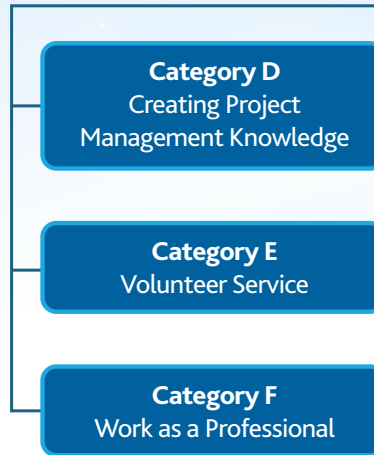 Category D
Creating Project
Management Knowledge
Category E
Volunteer Service
Category F
Work as a Professional